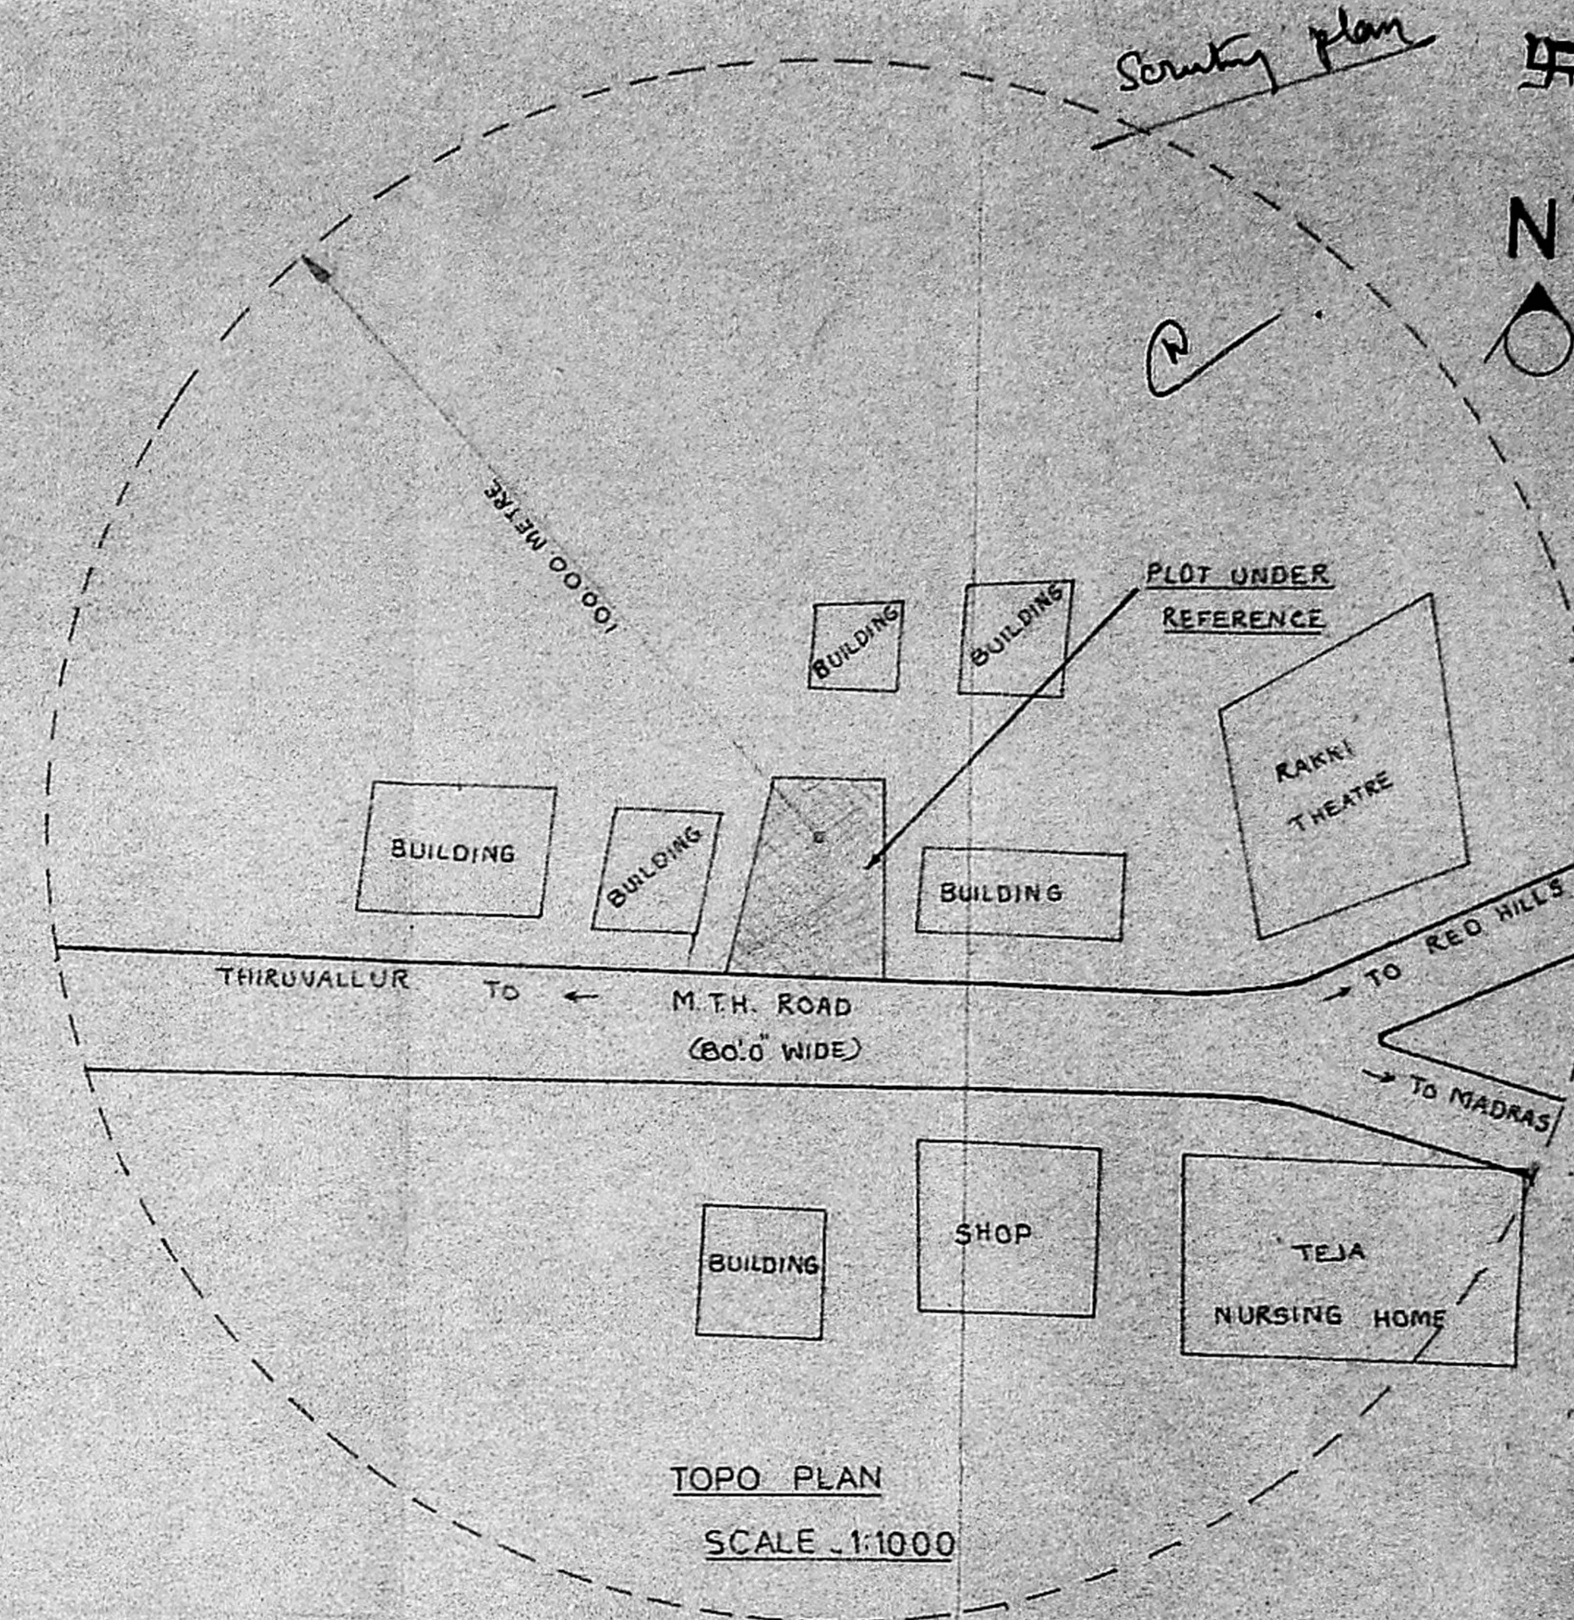 Scrutiny plan
N
100.00 METRE
PLOT UNDER
REFERENCE
BUILDING
BUILDING
RAKKI
THEATRE
BUILDING
BUILDING
BUILDING
TO RED HILLS
THIRUVALLUR TO ← M.T.H. ROAD
(80'.0" WIDE)
→ TO MADRAS
SHOP
BUILDING
TEJA
NURSING HOME
TOPO PLAN
SCALE - 1:1000